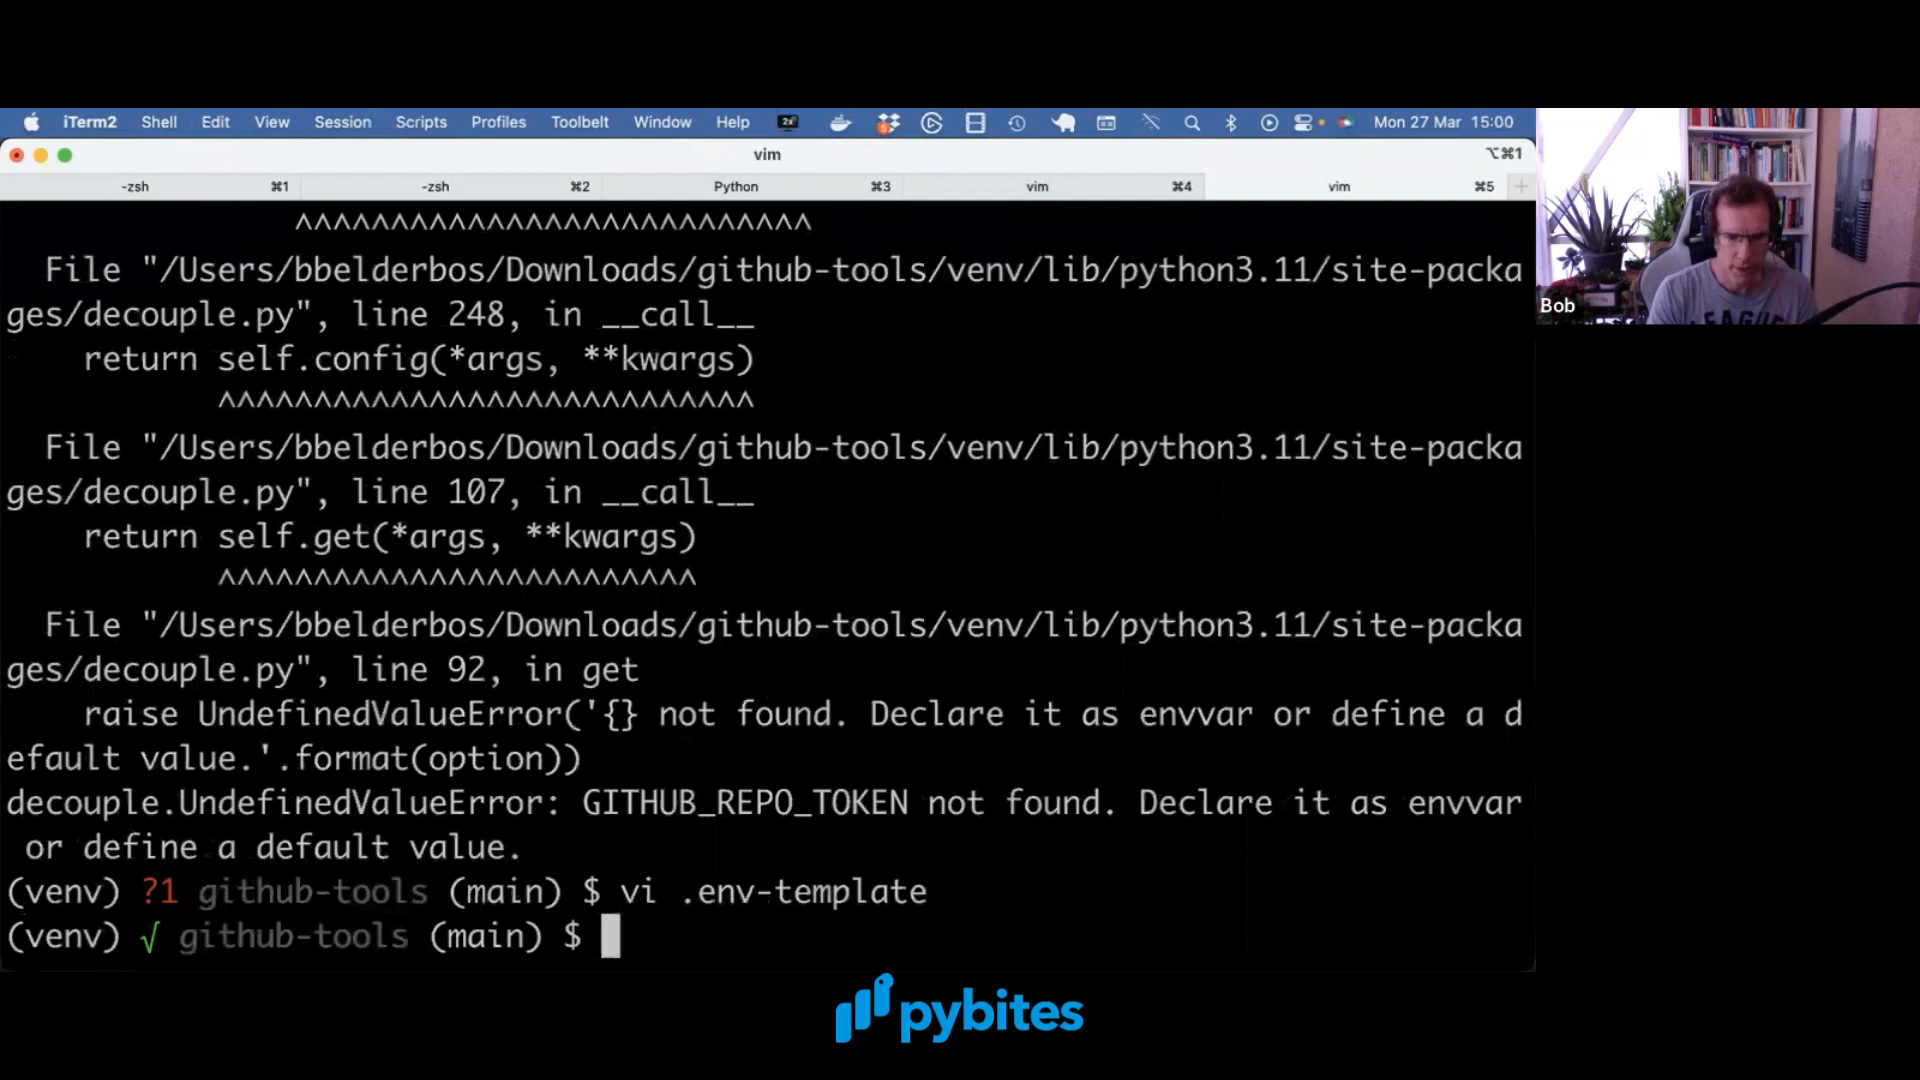 iTerm2 Shell Edit View Session Scripts Profiles Toolbelt Window Help Mon 27 Mar 15:00
vim ⌥⌘1
-zsh ⌘1 -zsh ⌘2 Python ⌘3 vim ⌘4 vim ⌘5
^^^^^^^^^^^^^^^^^^^^^^^^^^^
File "/Users/bbelderbos/Downloads/github-tools/venv/lib/python3.11/site-packa
ges/decouple.py", line 248, in __call__
return self.config(*args, **kwargs)
^^^^^^^^^^^^^^^^^^^^^^^^^^^^
File "/Users/bbelderbos/Downloads/github-tools/venv/lib/python3.11/site-packa
ges/decouple.py", line 107, in __call__
return self.get(*args, **kwargs)
^^^^^^^^^^^^^^^^^^^^^^^^^
File "/Users/bbelderbos/Downloads/github-tools/venv/lib/python3.11/site-packa
ges/decouple.py", line 92, in get
raise UndefinedValueError('{} not found. Declare it as envvar or define a d
efault value.'.format(option))
decouple.UndefinedValueError: GITHUB_REPO_TOKEN not found. Declare it as envvar
or define a default value.
(venv) ?1 github-tools (main) $ vi .env-template
(venv) √ github-tools (main) $
Bob
LEAGUE
pybites